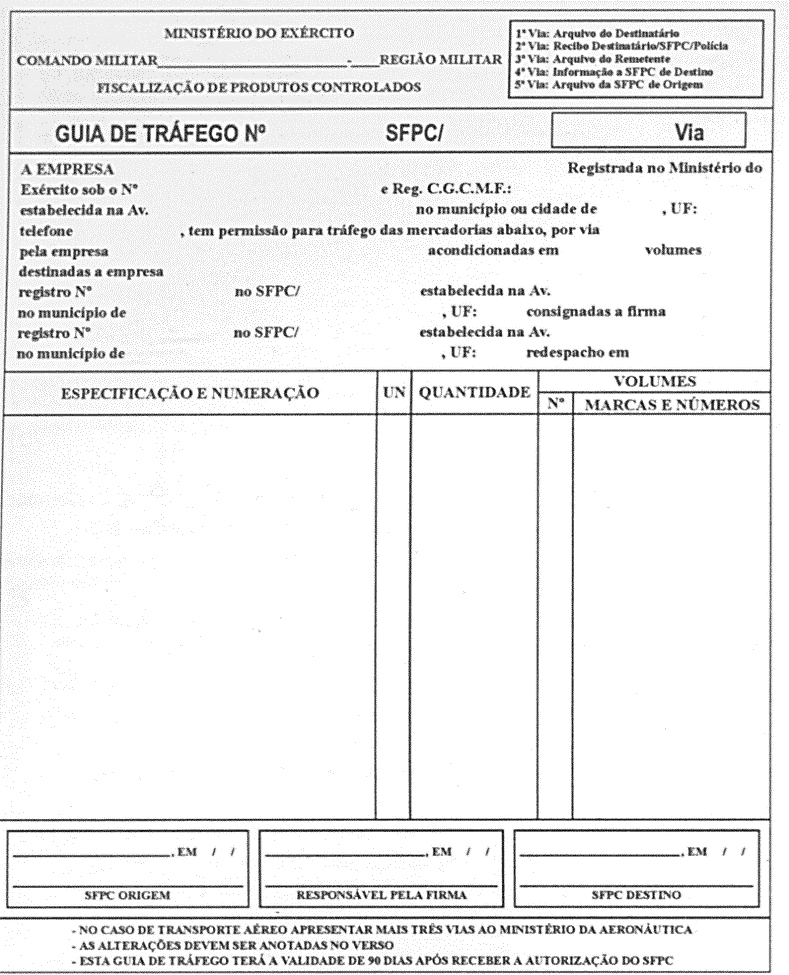 MINISTÉRIO DO EXÉRCITO
COMANDO MILITAR____________________-___REGIÃO MILITAR
FISCALIZAÇÃO DE PRODUTOS CONTROLADOS
1ª Via: Arquivo do Destinatário
2ª Via: Recibo Destinatário/SFPC/Polícia
3ª Via: Arquivo do Remetente
4ª Via: Informação a SFPC de Destino
5ª Via: Arquivo da SFPC de Origem
GUIA DE TRÁFEGO Nº SFPC/ Via
A EMPRESA Registrada no Ministério do
Exército sob o Nº e Reg. C.G.C.M.F.:
estabelecida na Av. no município ou cidade de , UF:
telefone , tem permissão para tráfego das mercadorias abaixo, por via
pela empresa acondicionadas em volumes
destinadas a empresa
registro Nº no SFPC/ estabelecida na Av.
no município de , UF: consignadas a firma
registro Nº no SFPC/ estabelecida na Av.
no município de , UF: redespacho em
ESPECIFICAÇÃO E NUMERAÇÃO UN QUANTIDADE VOLUMES
Nº MARCAS E NÚMEROS
____________________, EM / / ____________________, EM / / ____________________, EM / /
SFPC ORIGEM RESPONSÁVEL PELA FIRMA SFPC DESTINO
- NO CASO DE TRANSPORTE AÉREO APRESENTAR MAIS TRÊS VIAS AO MINISTÉRIO DA AERONÁUTICA
- AS ALTERAÇÕES DEVEM SER ANOTADAS NO VERSO
- ESTA GUIA DE TRÁFEGO TERÁ A VALIDADE DE 90 DIAS APÓS RECEBER A AUTORIZAÇÃO DO SFPC